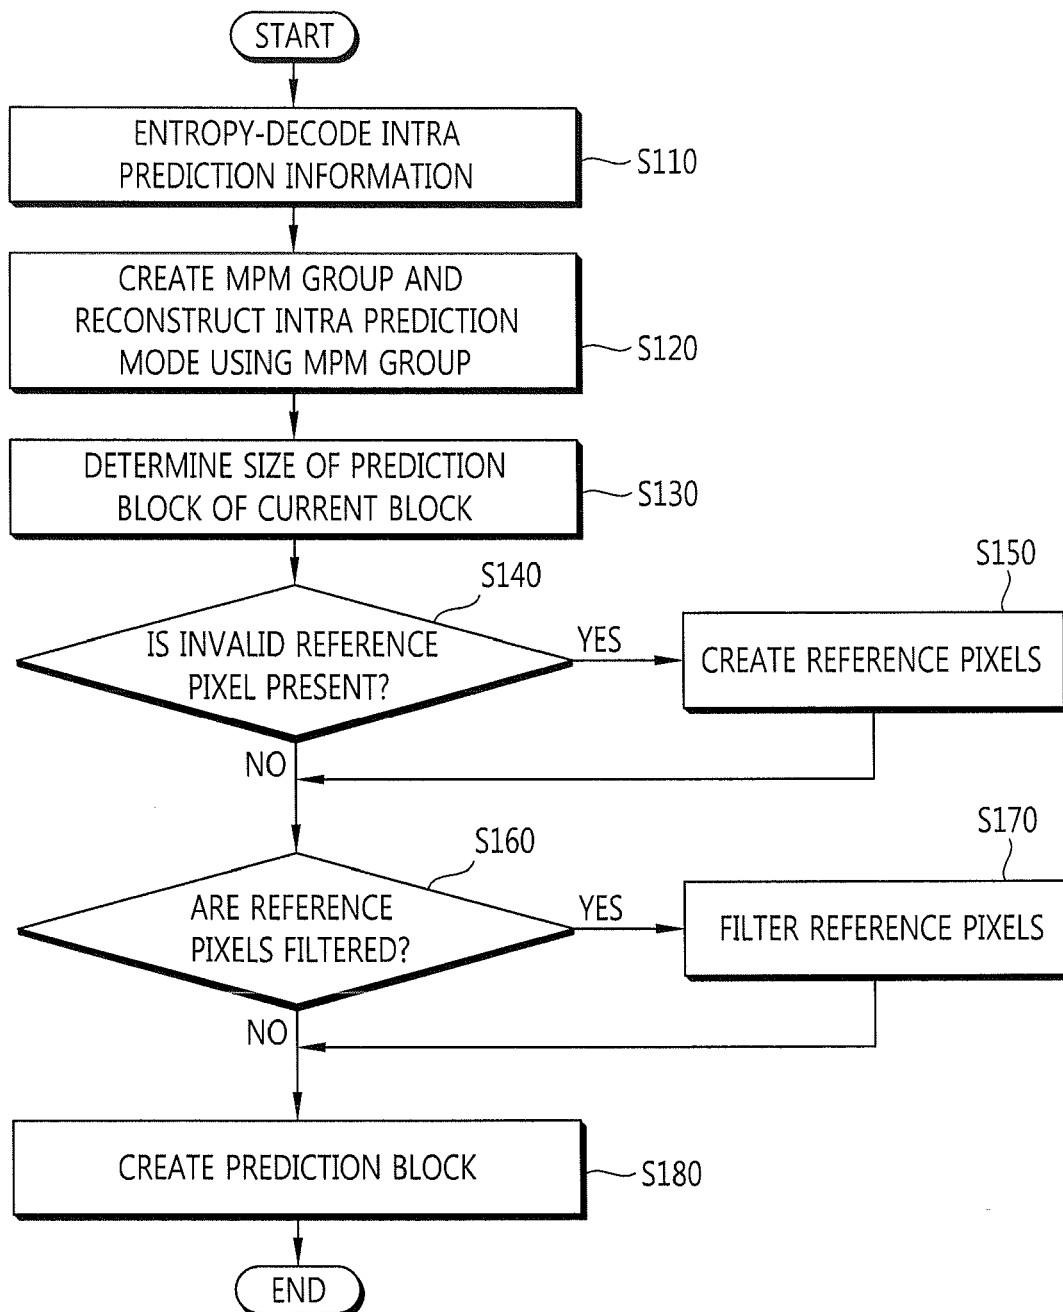 START
ENTROPY-DECODE INTRA
PREDICTION INFORMATION
S110
CREATE MPM GROUP AND
RECONSTRUCT INTRA PREDICTION
MODE USING MPM GROUP
S120
DETERMINE SIZE OF PREDICTION
BLOCK OF CURRENT BLOCK
S130
S140
IS INVALID REFERENCE
PIXEL PRESENT?
YES
S150
CREATE REFERENCE PIXELS
NO
S160
ARE REFERENCE
PIXELS FILTERED?
YES
S170
FILTER REFERENCE PIXELS
NO
CREATE PREDICTION BLOCK
S180
END